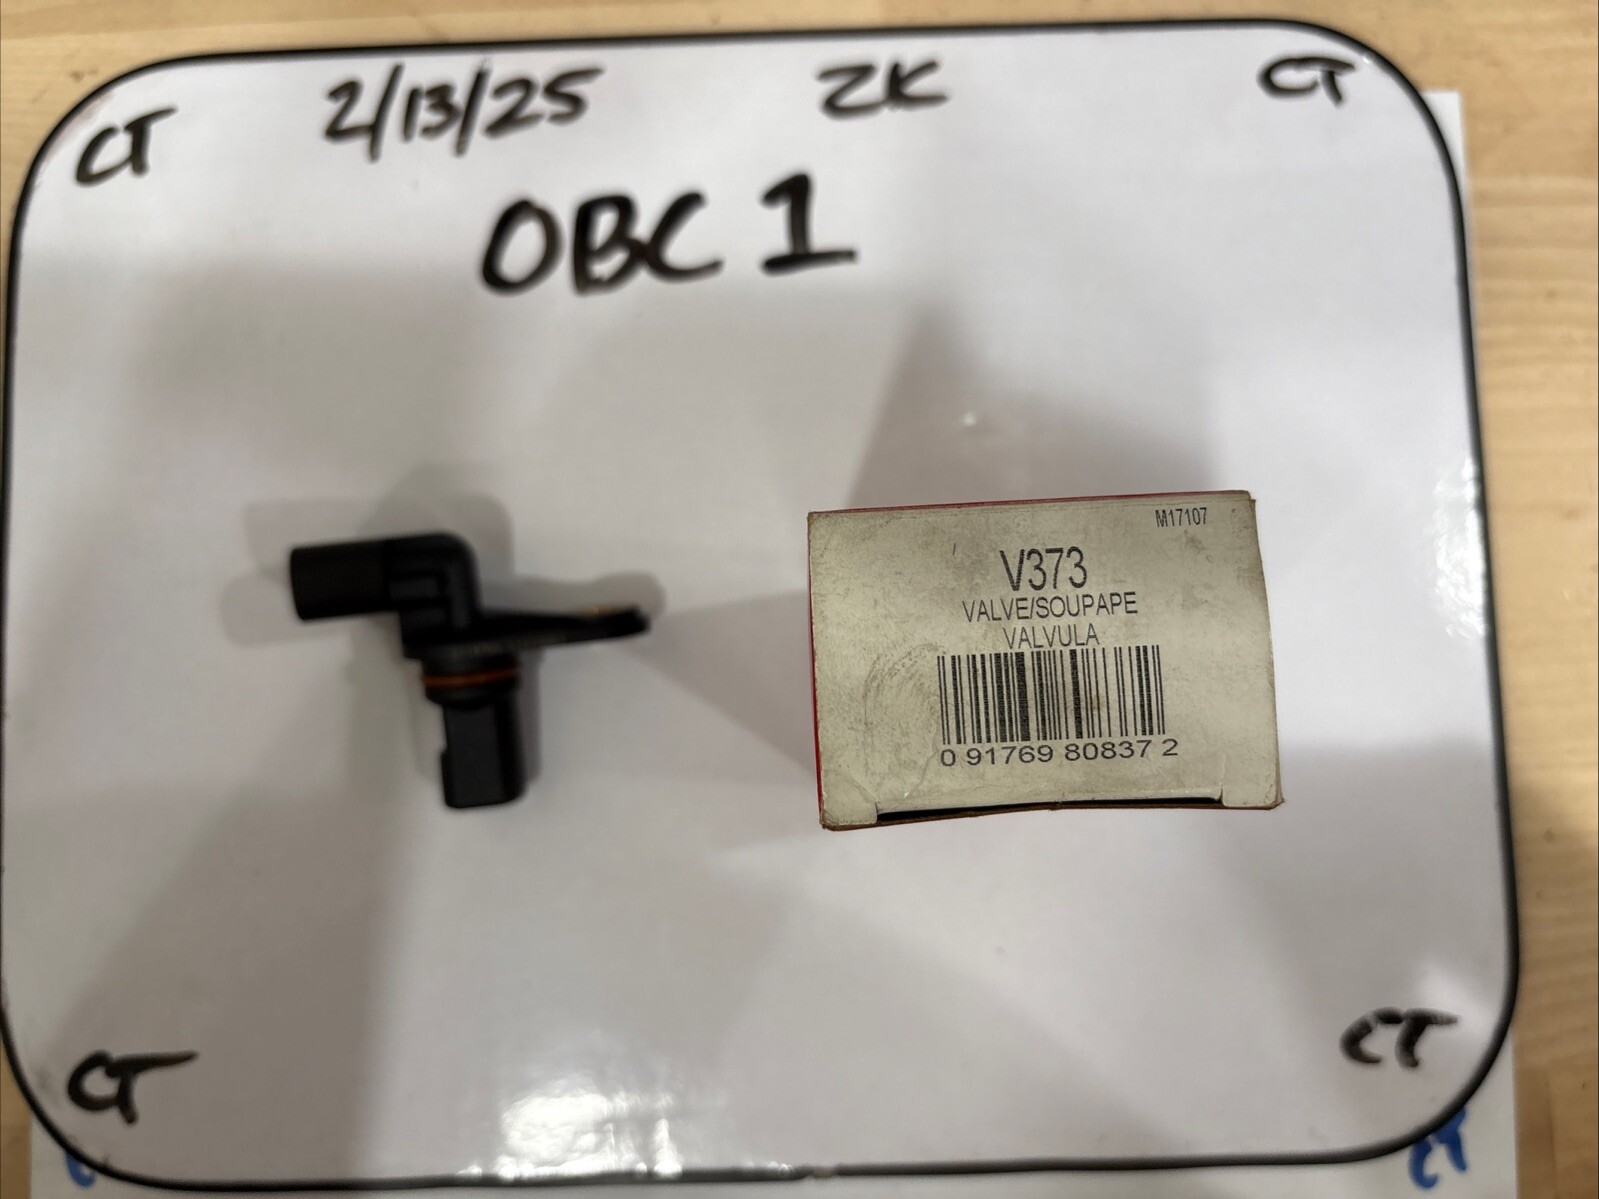 CT 2/13/25 ZK CT
OBC 1
M17107
V373
VALVE/SOUPAPE
VALVULA
0 91769 80837 2
CT
CT
CT